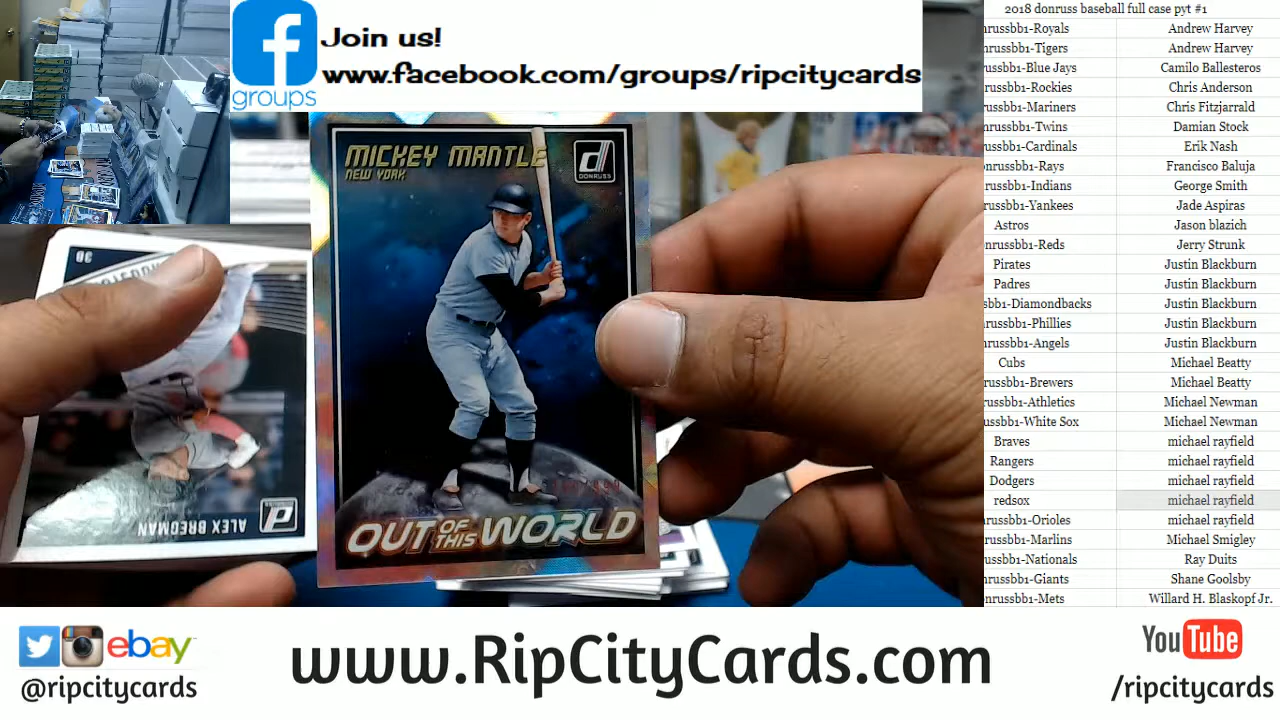 Join us!
www.facebook.com/groups/ripcitycards
groups
MICKEY MANTLE
NEW YORK
DONRUSS
OUT OF THIS WORLD
ALEX BREGMAN
30
2018 donruss baseball full case pyt #1
nrussbb1-Royals Andrew Harvey
nrussbb1-Tigers Andrew Harvey
russbb1-Blue Jays Camilo Ballesteros
russbb1-Rockies Chris Anderson
russbb1-Mariners Chris Fitzjarrald
nrussbb1-Twins Damian Stock
ussbb1-Cardinals Erik Nash
onrussbb1-Rays Francisco Baluja
nrussbb1-Indians George Smith
russbb1-Yankees Jade Aspiras
Astros Jason blazich
onrussbb1-Reds Jerry Strunk
Pirates Justin Blackburn
Padres Justin Blackburn
sbb1-Diamondbacks Justin Blackburn
russbb1-Phillies Justin Blackburn
nrussbb1-Angels Justin Blackburn
Cubs Michael Beatty
russbb1-Brewers Michael Beatty
russbb1-Athletics Michael Newman
ussbb1-White Sox Michael Newman
Braves michael rayfield
Rangers michael rayfield
Dodgers michael rayfield
redsox michael rayfield
nrussbb1-Orioles michael rayfield
russbb1-Marlins Michael Smigley
ussbb1-Nationals Ray Duits
nrussbb1-Giants Shane Goolsby
onrussbb1-Mets Willard H. Blaskopf Jr.
ebay
@ripcitycards
www.RipCityCards.com
YouTube
/ripcitycards